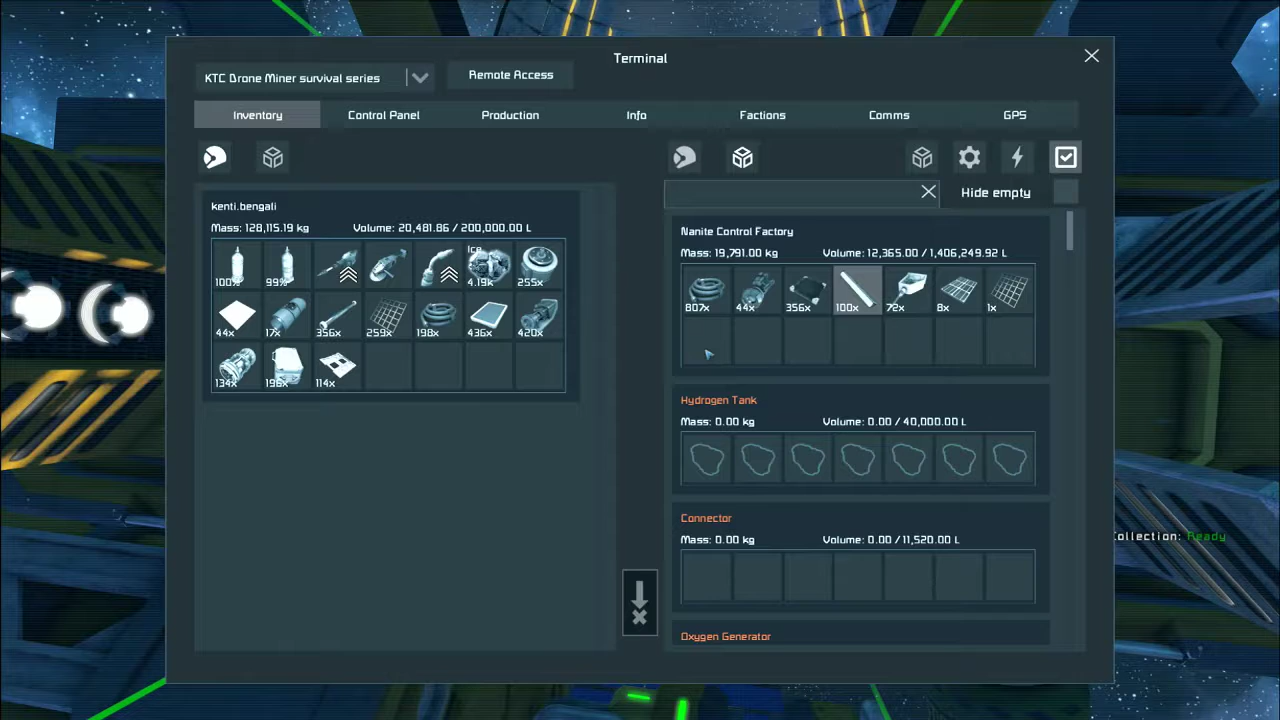 Terminal
KTC Drone Miner survival series
Remote Access
Inventory Control Panel Production Info Factions Comms GPS
Hide empty
kenti.bengali
Mass: 128,115.19 kg Volume: 20,481.86 / 200,000.00 L
100% 99% Ice 4.19k 255x
44x 17x 356x 259x 198x 436x 420x
134x 196x 114x
Nanite Control Factory
Mass: 19,791.00 kg Volume: 12,365.00 / 1,406,249.92 L
807x 44x 356x 100x 72x 8x 1x
Hydrogen Tank
Mass: 0.00 kg Volume: 0.00 / 40,000.00 L
Connector
Mass: 0.00 kg Volume: 0.00 / 11,520.00 L
Oxygen Generator
Collection: Ready